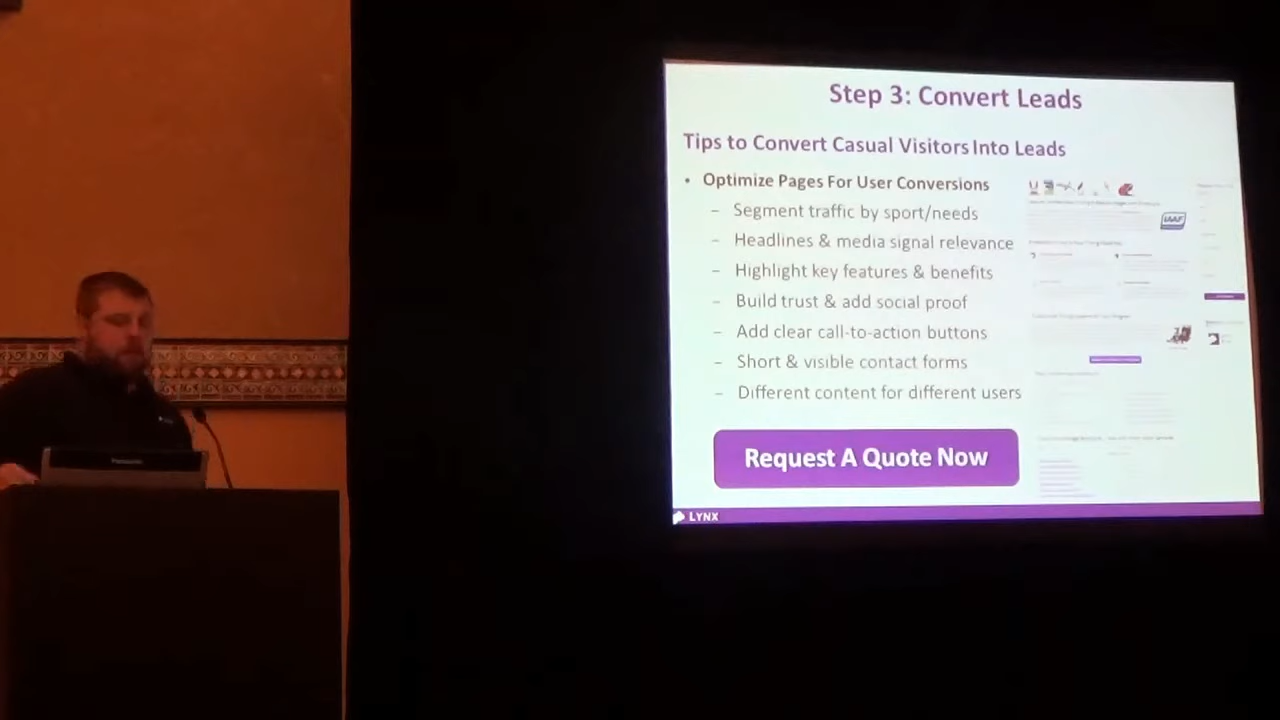 Step 3: Convert Leads
Tips to Convert Casual Visitors Into Leads
• Optimize Pages For User Conversions
– Segment traffic by sport/needs
– Headlines & media signal relevance
– Highlight key features & benefits
– Build trust & add social proof
– Add clear call-to-action buttons
– Short & visible contact forms
– Different content for different users
IAAF
Request A Quote Now
LYNX
Panasonic